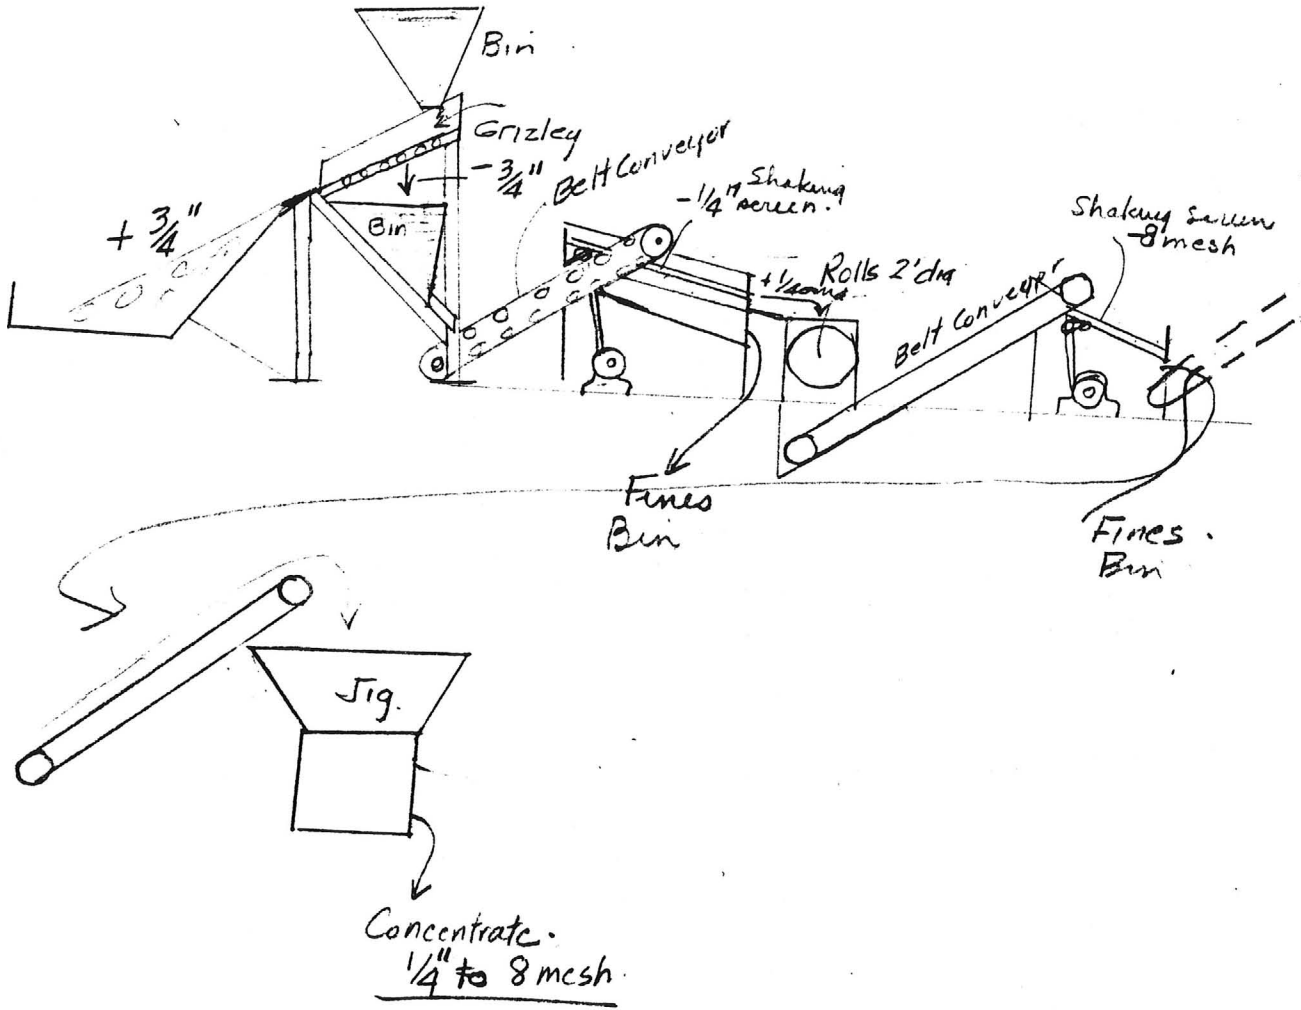 Bin
Grizley
- 3/4"
Belt Conveyor
+ 3/4"
Bin
Shaking
-1/4" screen.
Rolls 2' dia
Shaking Screen
-8 mesh
Belt Conveyor
Fines
Bin
Fines.
Bin
Jig.
Concentrate.
1/4" to 8 mesh.